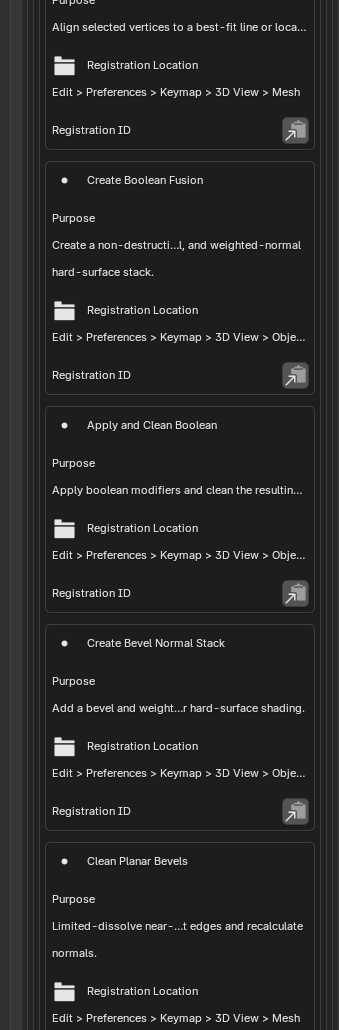 Purpose
Align selected vertices to a best-fit line or loca...
Registration Location
Edit > Preferences > Keymap > 3D View > Mesh
Registration ID
Create Boolean Fusion
Purpose
Create a non-destructi...l, and weighted-normal
hard-surface stack.
Registration Location
Edit > Preferences > Keymap > 3D View > Obje...
Registration ID
Apply and Clean Boolean
Purpose
Apply boolean modifiers and clean the resultin...
Registration Location
Edit > Preferences > Keymap > 3D View > Obje...
Registration ID
Create Bevel Normal Stack
Purpose
Add a bevel and weight...r hard-surface shading.
Registration Location
Edit > Preferences > Keymap > 3D View > Obje...
Registration ID
Clean Planar Bevels
Purpose
Limited-dissolve near-...t edges and recalculate
normals.
Registration Location
Edit > Preferences > Keymap > 3D View > Mesh